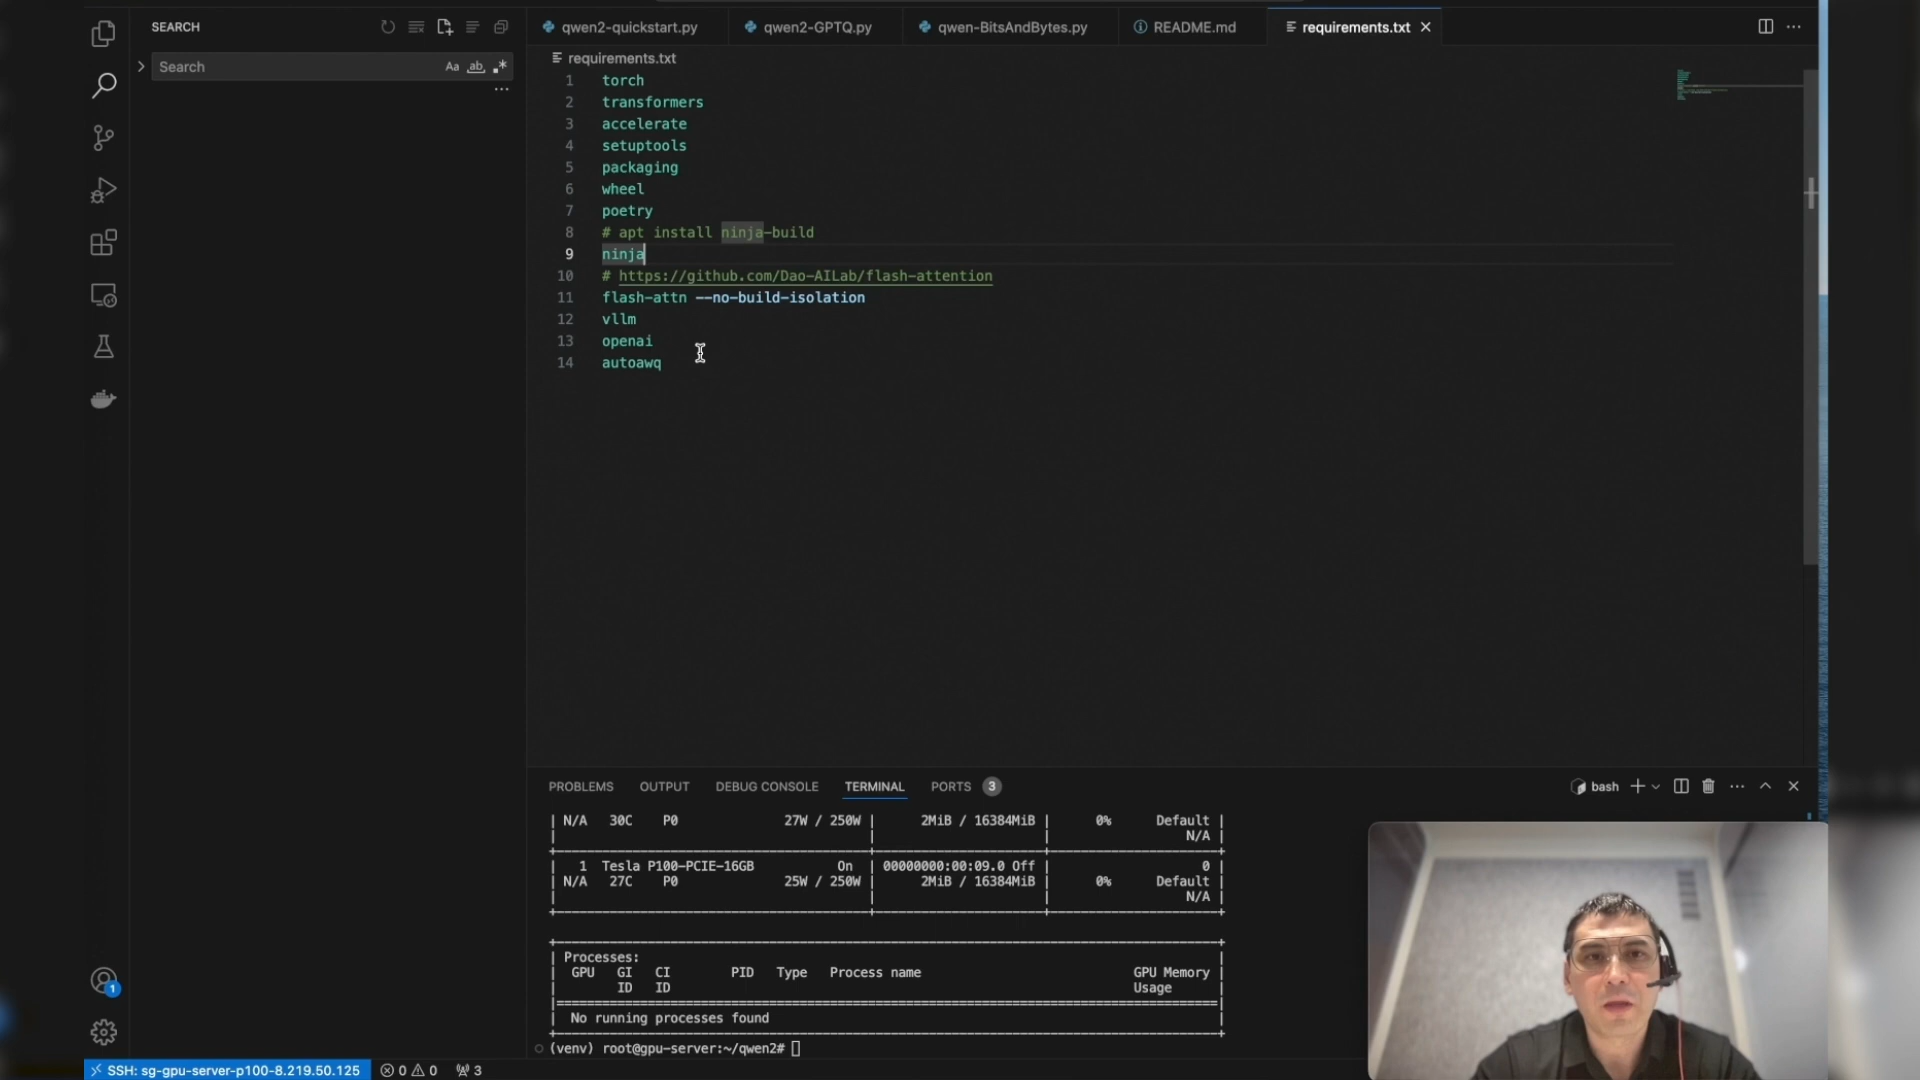 SEARCH
qwen2-quickstart.py
qwen2-GPTQ.py
qwen-BitsAndBytes.py
README.md
requirements.txt
Search
Aa
ab
requirements.txt
1 torch
2 transformers
3 accelerate
4 setuptools
5 packaging
6 wheel
7 poetry
8 # apt install ninja-build
9 ninja
10 # https://github.com/Dao-AILab/flash-attention
11 flash-attn --no-build-isolation
12 vllm
13 openai
14 autoawq
PROBLEMS OUTPUT DEBUG CONSOLE TERMINAL PORTS 3
bash
| N/A 30C P0 27W / 250W | 2MiB / 16384MiB | 0% Default |
| | | N/A |
| 1 Tesla P100-PCIE-16GB On | 00000000:00:09.0 Off | 0 |
| N/A 27C P0 25W / 250W | 2MiB / 16384MiB | 0% Default |
| | | N/A |
| Processes: |
| GPU GI CI PID Type Process name GPU Memory |
| ID ID Usage |
| No running processes found |
(venv) root@gpu-server:~/qwen2#
1
SSH: sg-gpu-server-p100-8.219.50.125 0 0 3